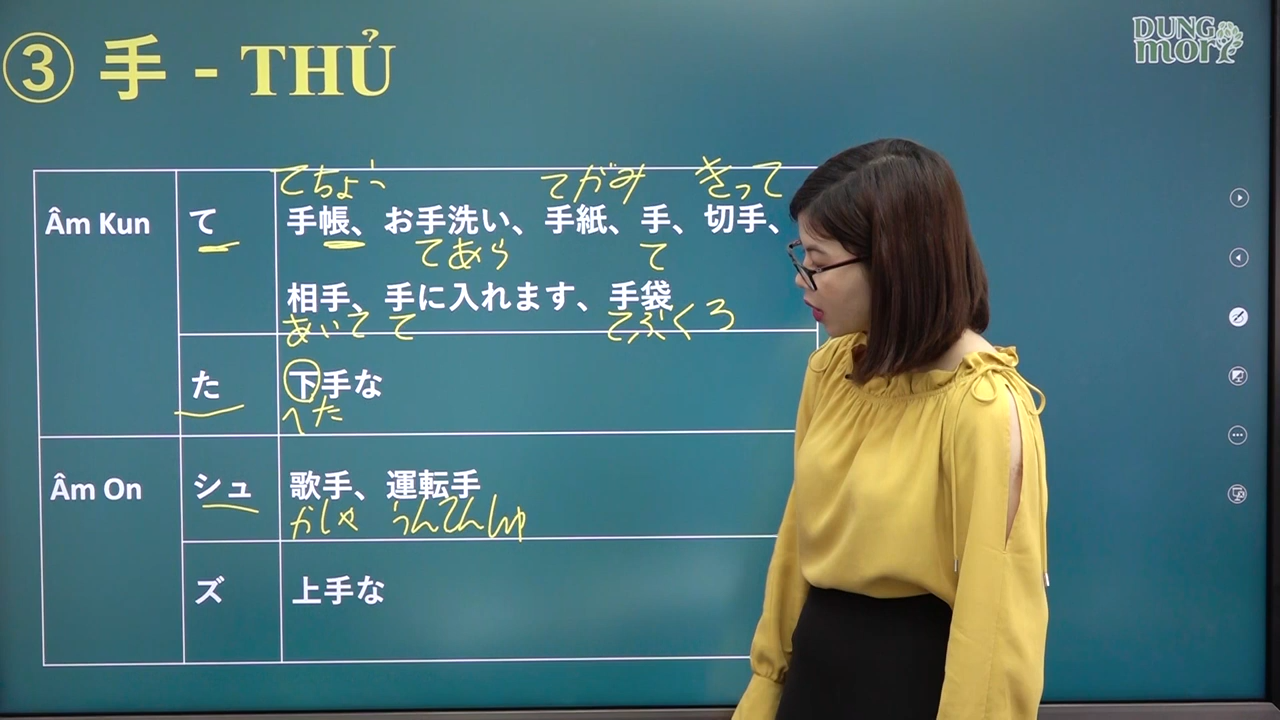 ③ 手 - THỦ
DUNG
mori
てちょう てがみ きって
Âm Kun て 手帳、お手洗い、手紙、手、切手、
てあら て
相手、手に入れます、手袋
あいて て てぶくろ
た 下手な
へた
Âm On シュ 歌手、運転手
かしゅ うんてんしゅ
ズ 上手な